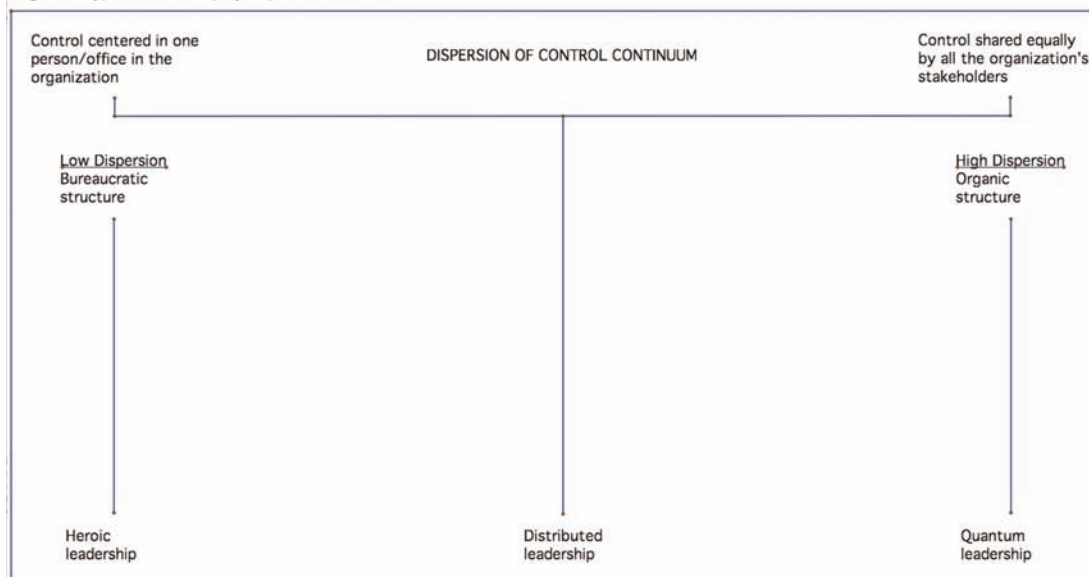 Control centered in one
person/office in the
organization
DISPERSION OF CONTROL CONTINUUM
Control shared equally
by all the organization's
stakeholders
Low Dispersion
Bureaucratic
structure
High Dispersion
Organic
structure
Heroic
leadership
Distributed
leadership
Quantum
leadership